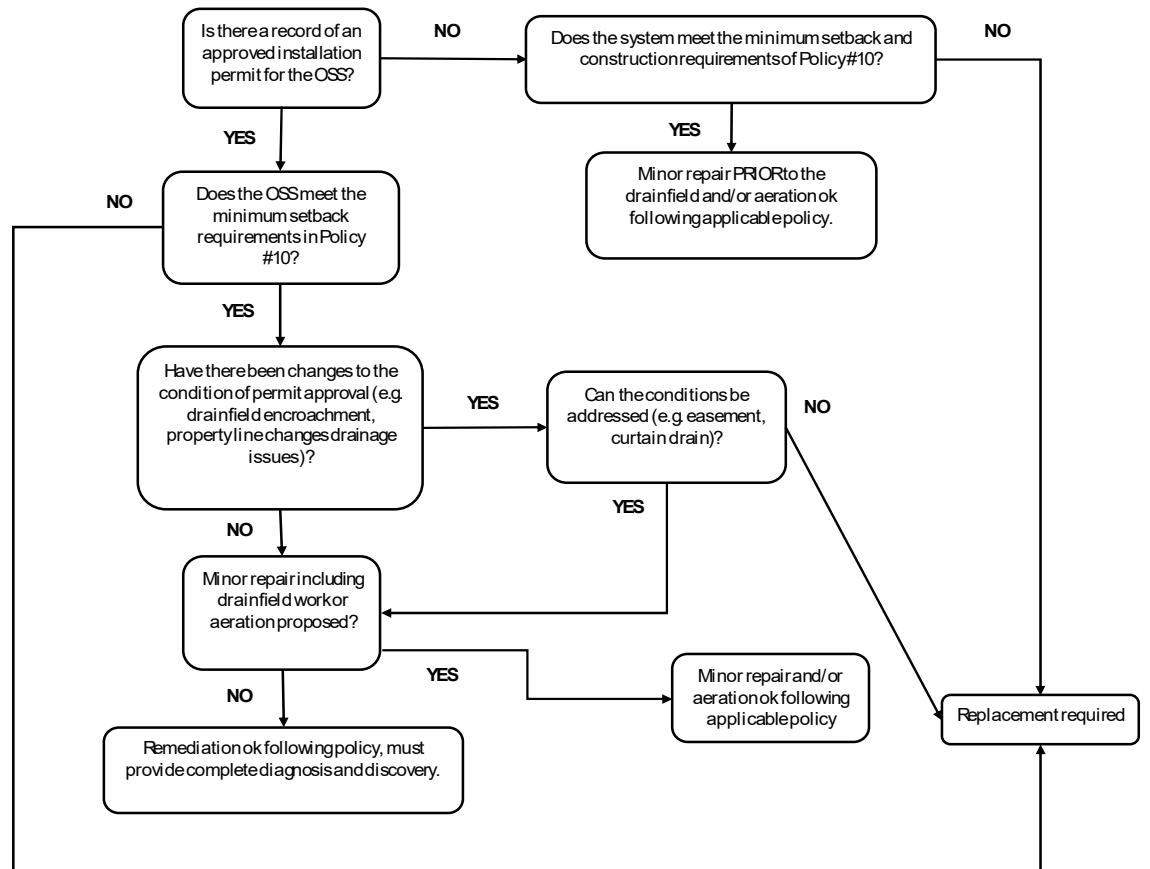 Is there a record of an
approved installation
permit for the OSS?
NO
Does the system meet the minimum setback and
construction requirements of Policy #10?
NO
YES
YES
Minor repair PRIOR to the
drainfield and/or aeration ok
following applicable policy.
NO
Does the OSS meet the
minimum setback
requirements in Policy
#10?
YES
Have there been changes to the
condition of permit approval (e.g.
drainfield encroachment,
property line changes drainage
issues)?
YES
Can the conditions be
addressed (e.g. easement,
curtain drain)?
NO
YES
NO
Minor repair including
drainfield work or
aeration proposed?
YES
NO
Minor repair and/or
aeration ok following
applicable policy
Replacement required
Remediation ok following policy, must
provide complete diagnosis and discovery.